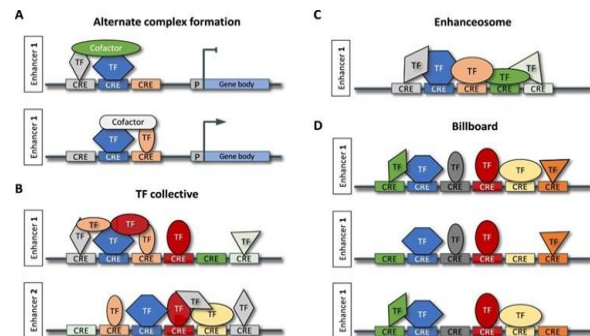 A
Alternate complex formation
Enhancer 1
Cofactor
TF
TF
CRE CRE CRE P Gene body
Enhancer 1
Cofactor
TF TF
CRE CRE CRE P Gene body
B
TF collective
Enhancer 1
TF TF
TF TF TF TF TF
CRE CRE CRE CRE CRE CRE
Enhancer 2
TF TF TF TF TF TF
CRE CRE CRE CRE CRE CRE
C
Enhanceosome
Enhancer 1
TF TF TF TF TF
CRE CRE CRE CRE CRE
D
Billboard
Enhancer 1
TF TF TF TF TF TF
CRE CRE CRE CRE CRE CRE
Enhancer 1
TF TF TF TF
CRE CRE CRE CRE CRE CRE
Enhancer 1
TF TF TF TF
CRE CRE CRE CRE CRE CRE